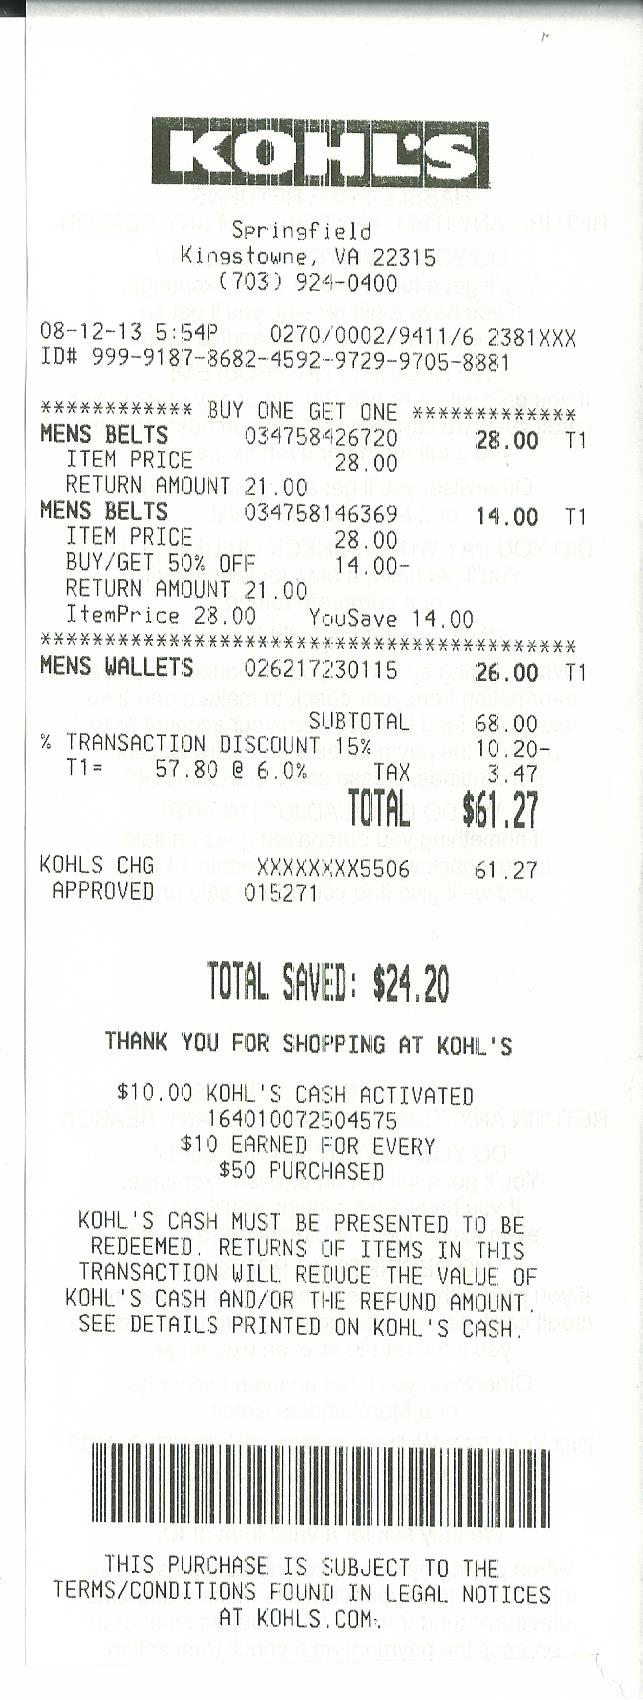 KOHL'S
Springfield
Kingstowne, VA 22315
(703) 924-0400
08-12-13 5:54P 0270/0002/9411/6 2381XXX
ID# 999-9187-8682-4592-9729-9705-8881
************ BUY ONE GET ONE *************
MENS BELTS 034758426720 28.00 T1
ITEM PRICE 28.00
RETURN AMOUNT 21.00
MENS BELTS 034758146369 14.00 T1
ITEM PRICE 28.00
BUY/GET 50% OFF 14.00-
RETURN AMOUNT 21.00
ItemPrice 28.00 YouSave 14.00
******************************************
MENS WALLETS 026217230115 26.00 T1
SUBTOTAL 68.00
% TRANSACTION DISCOUNT 15% 10.20-
T1= 57.80 @ 6.0% TAX 3.47
TOTAL $61.27
KOHLS CHG XXXXXXXX5506 61.27
APPROVED 015271
TOTAL SAVED: $24.20
THANK YOU FOR SHOPPING AT KOHL'S
$10.00 KOHL'S CASH ACTIVATED
164010072504575
$10 EARNED FOR EVERY
$50 PURCHASED
KOHL'S CASH MUST BE PRESENTED TO BE
REDEEMED. RETURNS OF ITEMS IN THIS
TRANSACTION WILL REDUCE THE VALUE OF
KOHL'S CASH AND/OR THE REFUND AMOUNT.
SEE DETAILS PRINTED ON KOHL'S CASH.
THIS PURCHASE IS SUBJECT TO THE
TERMS/CONDITIONS FOUND IN LEGAL NOTICES
AT KOHLS.COM.